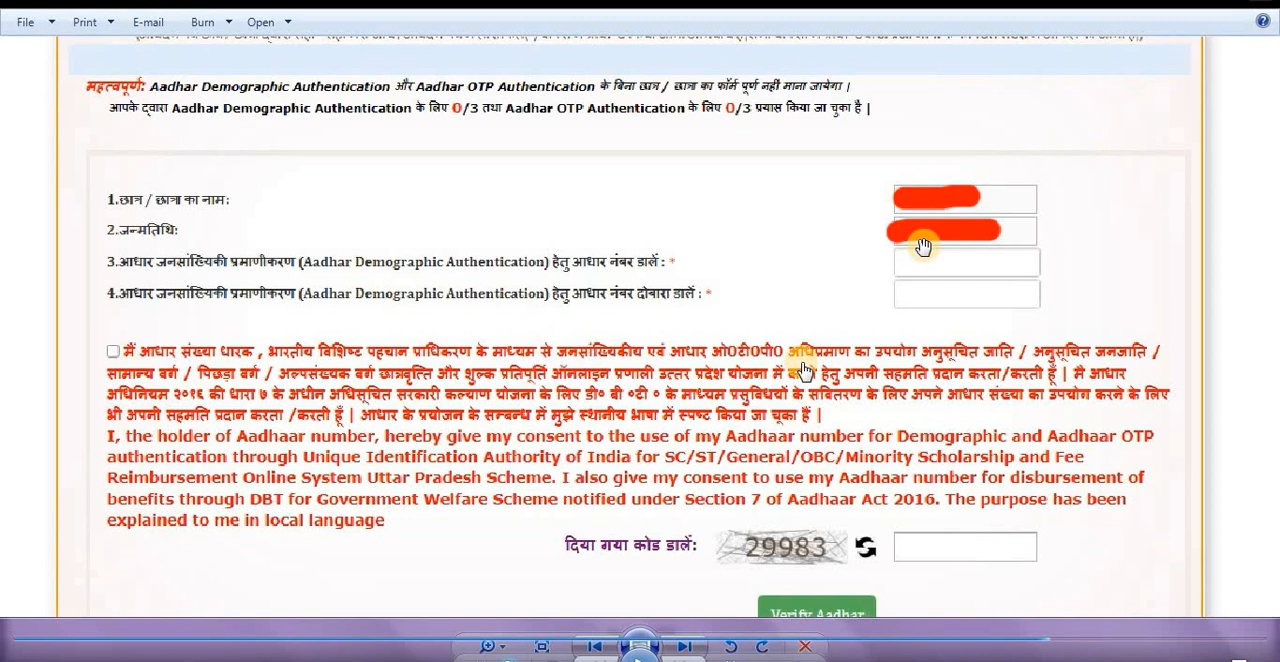 File Print E-mail Burn Open
महत्वपूर्ण: Aadhar Demographic Authentication और Aadhar OTP Authentication के बिना छात्र / छात्रा का फॉर्म पूर्ण नहीं माना जायेगा |
आपके द्वारा Aadhar Demographic Authentication के लिए 0/3 तथा Aadhar OTP Authentication के लिए 0/3 प्रयास किया जा चुका है |
1.छात्र / छात्रा का नाम:
2.जन्मतिथि:
3.आधार जनसांख्यिकी प्रमाणीकरण (Aadhar Demographic Authentication) हेतु आधार नंबर डालें : *
4.आधार जनसांख्यिकी प्रमाणीकरण (Aadhar Demographic Authentication) हेतु आधार नंबर दोबारा डालें : *
मैं आधार संख्या धारक , भारतीय विशिष्ट पहचान प्राधिकरण के माध्यम से जनसांख्यिकीय एवं आधार ओ0टी0पी0 अधिप्रमाण का उपयोग अनुसूचित जाति / अनुसूचित जनजाति /
सामान्य वर्ग / पिछड़ा वर्ग / अल्पसंख्यक वर्ग छात्रवृत्ति और शुल्क प्रतिपूर्ति ऑनलाइन प्रणाली उत्तर प्रदेश योजना में हेतु अपनी सहमति प्रदान करता/करती हूँ | मै आधार
अधिनियम २०१६ की धारा ७ के अधीन अधिसूचित सरकारी कल्याण योजना के लिए डी० बी ०टी ० के माध्यम प्रसुविधयों के संवितरण के लिए अपने आधार संख्या का उपयोग करने के लिए
भी अपनी सहमति प्रदान करता /करती हूँ | आधार के प्रयोजन के सम्बन्ध में मुझे स्थानीय भाषा में स्पष्ट किया जा चूका हैं |
I, the holder of Aadhaar number, hereby give my consent to the use of my Aadhaar number for Demographic and Aadhaar OTP
authentication through Unique Identification Authority of India for SC/ST/General/OBC/Minority Scholarship and Fee
Reimbursement Online System Uttar Pradesh Scheme. I also give my consent to use my Aadhaar number for disbursement of
benefits through DBT for Government Welfare Scheme notified under Section 7 of Aadhaar Act 2016. The purpose has been
explained to me in local language
दिया गया कोड डालें: 29983
Verify Aadhar